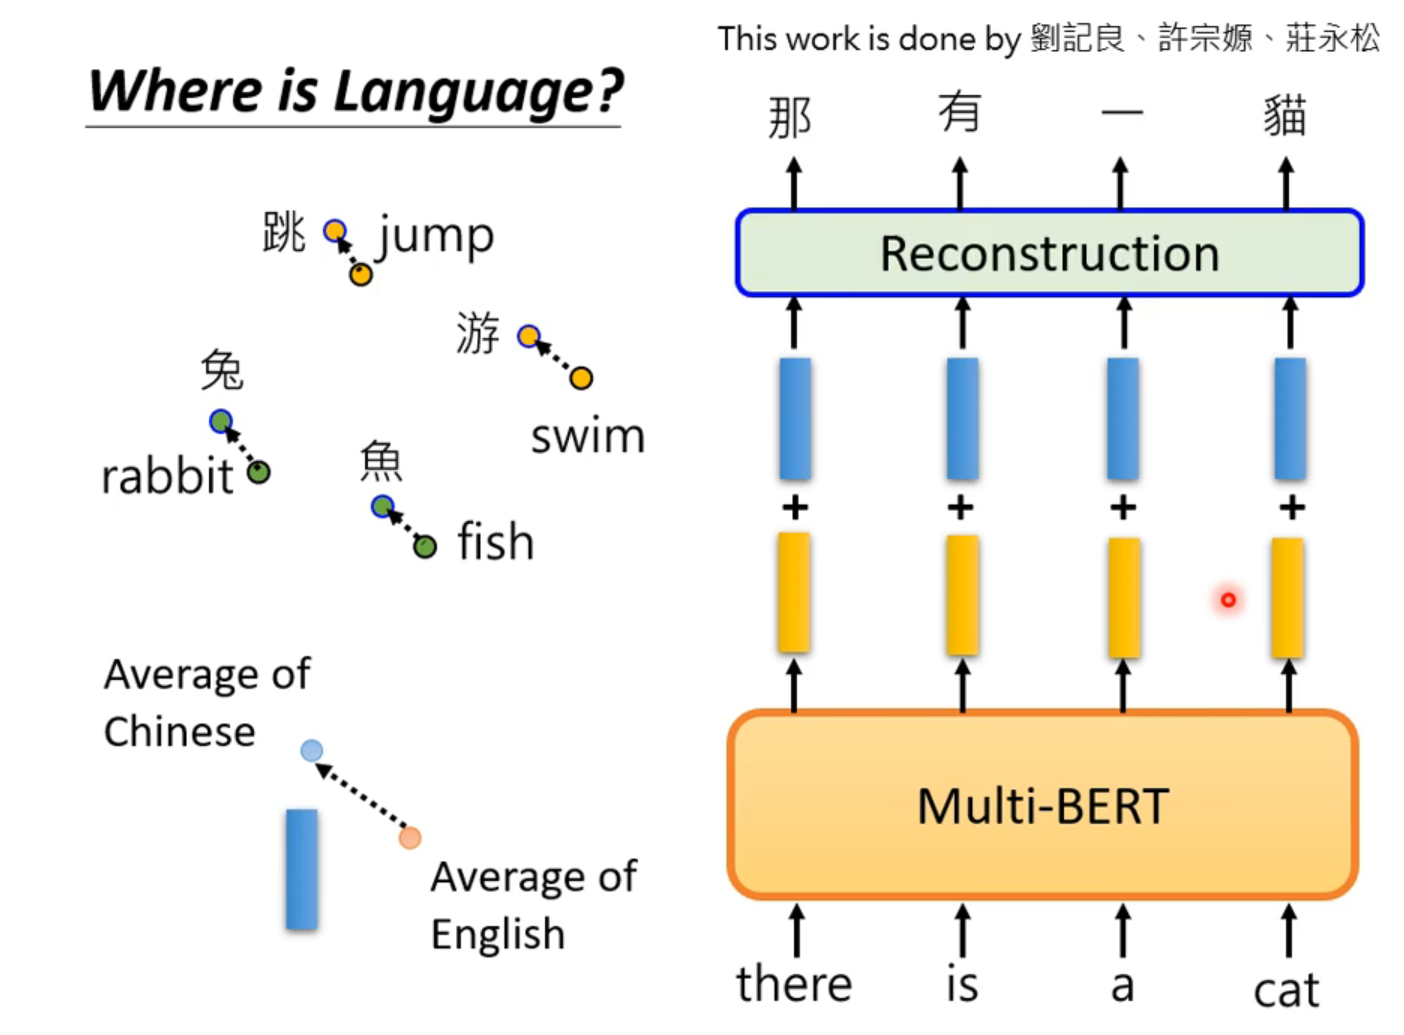 This work is done by 劉記良、許宗嫄、莊永松
Where is Language?
那 有 一 貓
Reconstruction
跳 jump
游
swim
兔
rabbit
魚
fish
+ + + +
Average of
Chinese
Average of
English
Multi-BERT
there is a cat